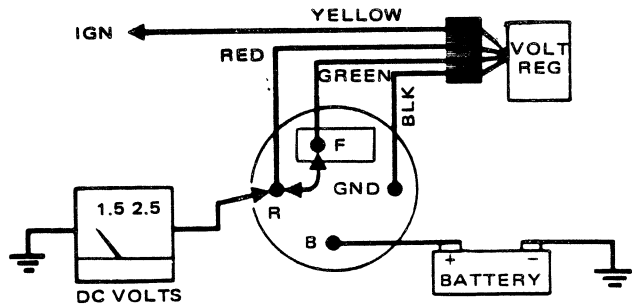 YELLOW
IGN
RED
GREEN
BLK
VOLT
REG
F
GND
R
B
1.5 2.5
DC VOLTS
+ −
BATTERY